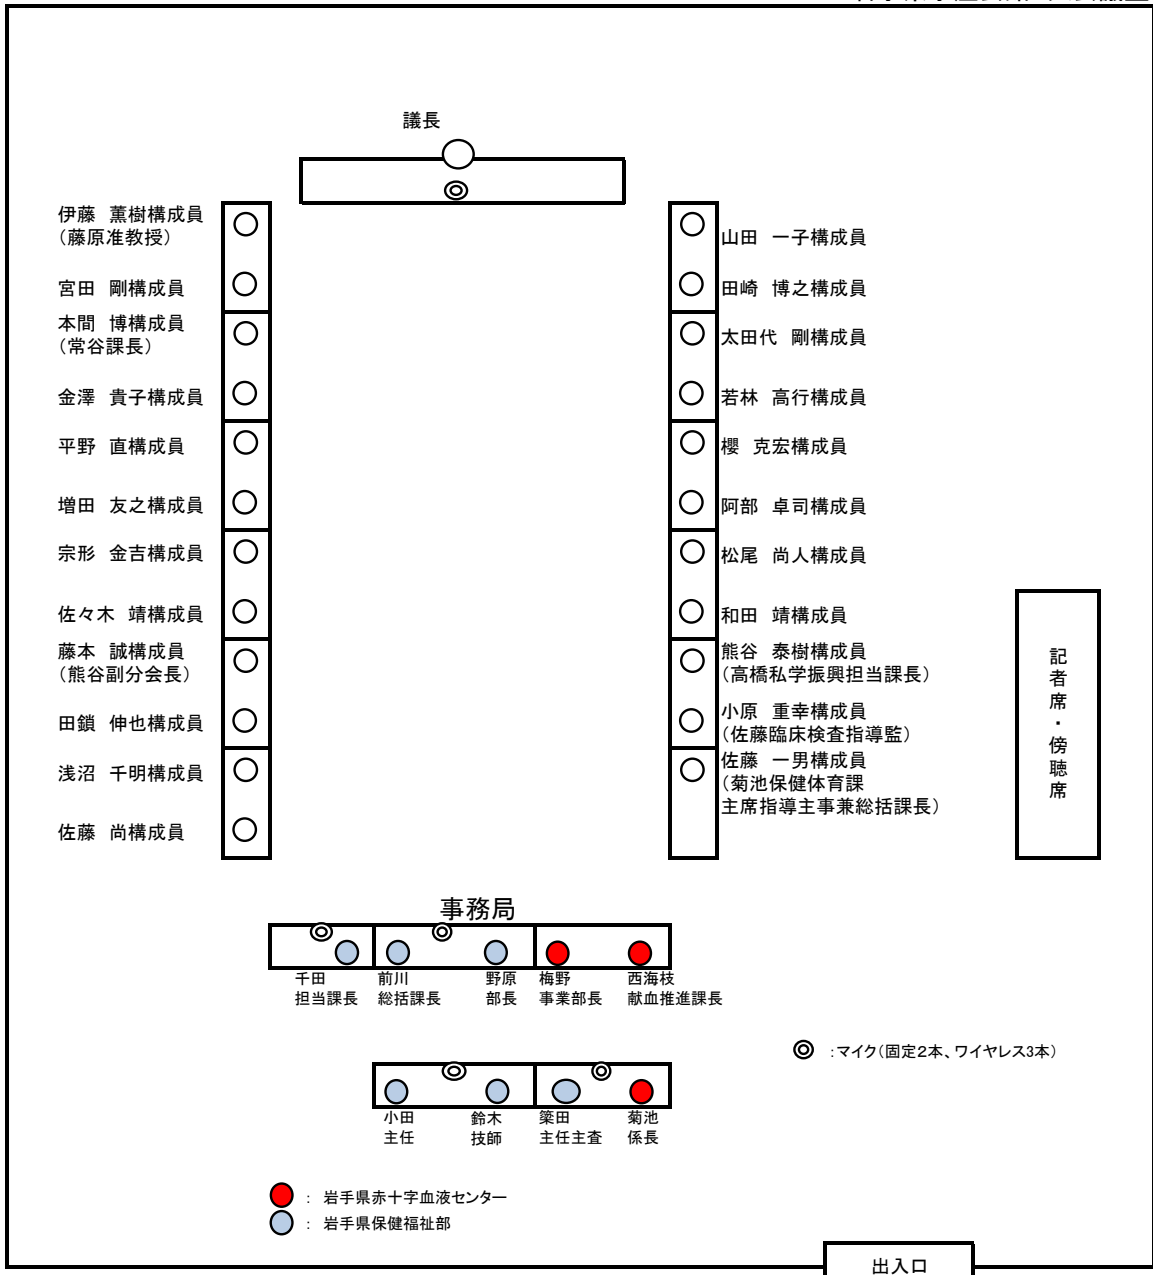 議長
伊藤 薫樹構成員
（藤原准教授）
宮田 剛構成員
本間 博構成員
（常谷課長）
金澤 貴子構成員
平野 直構成員
増田 友之構成員
宗形 金吉構成員
佐々木 靖構成員
藤本 誠構成員
（熊谷副分会長）
田鎖 伸也構成員
浅沼 千明構成員
佐藤 尚構成員
山田 一子構成員
田崎 博之構成員
太田代 剛構成員
若林 高行構成員
櫻 克宏構成員
阿部 卓司構成員
松尾 尚人構成員
和田 靖構成員
熊谷 泰樹構成員
（高橋私学振興担当課長）
小原 重幸構成員
（佐藤臨床検査指導監）
佐藤 一男構成員
（菊池保健体育課
主席指導主事兼総括課長）
記者席・傍聴席
事務局
千田 前川 野原 梅野 西海枝
担当課長 総括課長 部長 事業部長 献血推進課長
：マイク（固定２本、ワイヤレス3本）
小田 鈴木 簗田 菊池
主任 技師 主任主査 係長
： 岩手県赤十字血液センター
： 岩手県保健福祉部
出入口